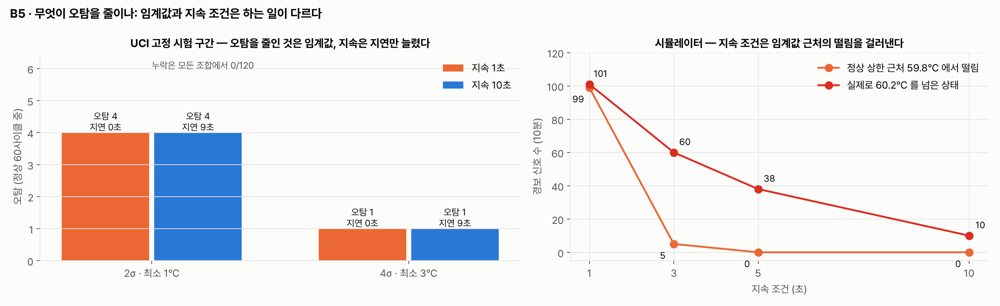 B5 · 무엇이 오탐을 줄이나: 임계값과 지속 조건은 하는 일이 다르다
UCI 고정 시험 구간 — 오탐을 줄인 것은 임계값, 지속은 지연만 늘렸다
누락은 모든 조합에서 0/120
지속 1초
지속 10초
오탐 (정상 60사이클 중)
6
5
4
3
2
1
0
오탐 4
지연 0초
오탐 4
지연 9초
오탐 1
지연 0초
오탐 1
지연 9초
2σ · 최소 1°C
4σ · 최소 3°C
시뮬레이터 — 지속 조건은 임계값 근처의 떨림을 걸러낸다
정상 상한 근처 59.8°C 에서 떨림
실제로 60.2°C 를 넘은 상태
경보 신호 수 (10분)
120
100
80
60
40
20
0
101
99
60
5
38
0
10
0
1
3
5
10
지속 조건 (초)